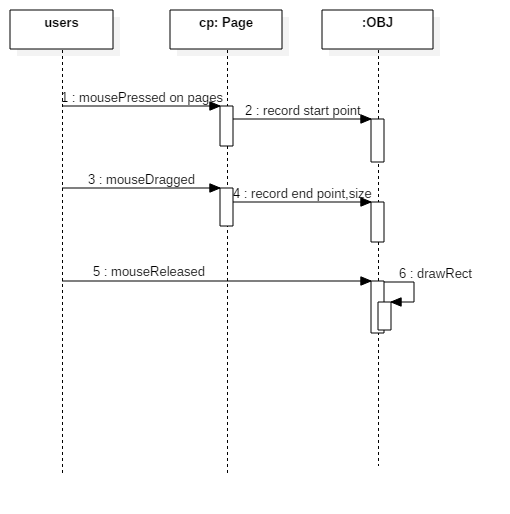 users
cp: Page
:OBJ
1 : mousePressed on pages
2 : record start point
3 : mouseDragged
4 : record end point,size
5 : mouseReleased
6 : drawRect